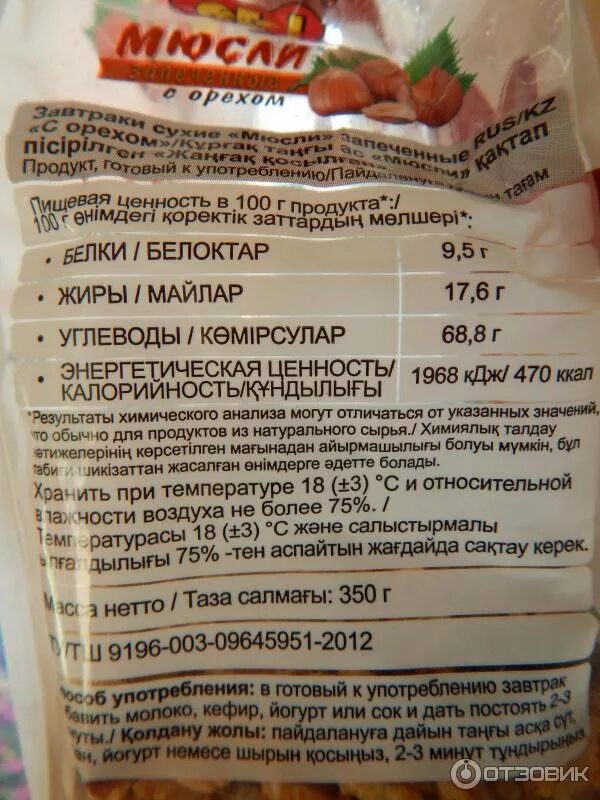 МЮСЛИ
запеченные
с орехом
Завтраки сухие «Мюсли» запеченные RUS/KZ
«С орехом»/Құрғақ таңғы ас «Мюсли» қақтап
пісірілген «Жаңғақ
Продукт, готовый к употреблению/ тағам
Пищевая ценность в 100 г продукта*:/
100 г өнімдегі қоректік заттардың мөлшері*:
• БЕЛКИ / БЕЛОКТАР 9,5 г
• ЖИРЫ / МАЙЛАР 17,6 г
• УГЛЕВОДЫ / КӨМІРСУЛАР 68,8 г
• ЭНЕРГЕТИЧЕСКАЯ ЦЕННОСТЬ/
КАЛОРИЙНОСТЬ/ҚҰНДЫЛЫҒЫ 1968 кДж/ 470 ккал
*Результаты химического анализа могут отличаться от указанных значений,
что обычно для продуктов из натурального сырья./ Химиялық талдау
нәтижелерінің көрсетілген мағынадан айырмашылығы болуы мүмкін, бұл
табиғи шикізаттан жасалған өнімдерге әдетте болады.
Хранить при температуре 18 (±3) °С и относительной
влажности воздуха не более 75%. /
Температурасы 18 (±3) °С және салыстырмалы
75% -тен аспайтын жағдайда сақтау керек.
Масса нетто / Таза салмағы: 350 г
ТУ/ТШ 9196-003-09645951-2012
Способ употребления: в готовый к употреблению завтрак
молоко, кефир, йогурт или сок и дать постоять 2-3
минуты./ Қолдану жолы: пайдалануға дайын таңғы асқа сүт,
йогурт немесе шырын қосыңыз, 2-3 минут тұндырыңыз.
ОТЗОВИК